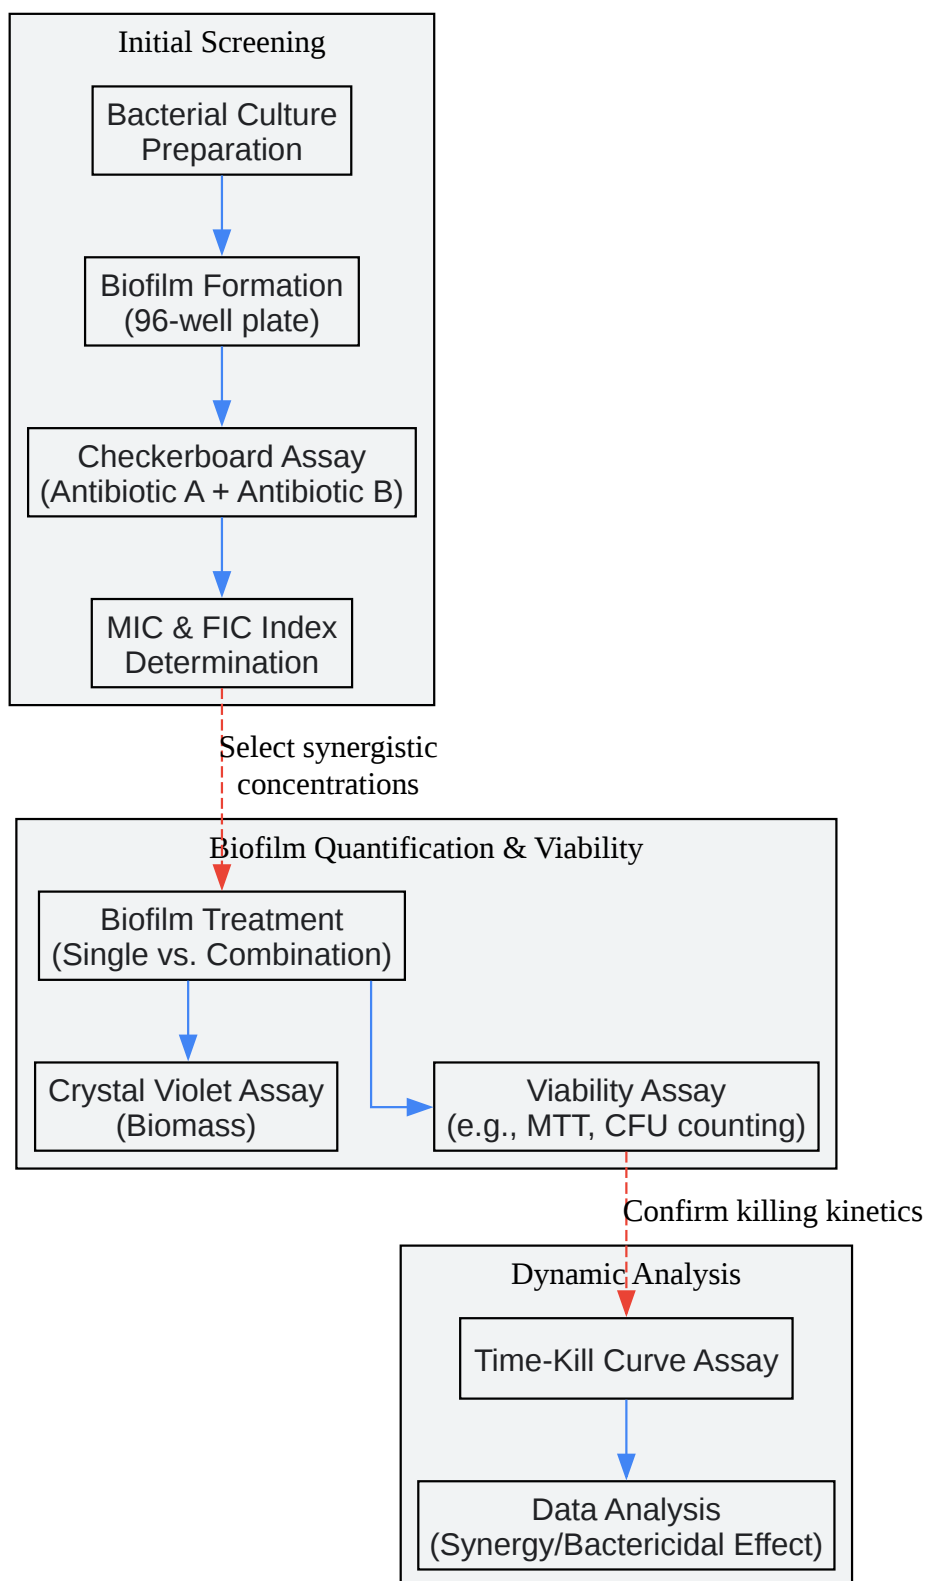 Initial Screening
Bacterial Culture
Preparation
Biofilm Formation
(96-well plate)
Checkerboard Assay
(Antibiotic A + Antibiotic B)
MIC & FIC Index
Determination
Select synergistic
concentrations
Biofilm Quantification & Viability
Biofilm Treatment
(Single vs. Combination)
Crystal Violet Assay
(Biomass)
Viability Assay
(e.g., MTT, CFU counting)
Confirm killing kinetics
Dynamic Analysis
Time-Kill Curve Assay
Data Analysis
(Synergy/Bactericidal Effect)